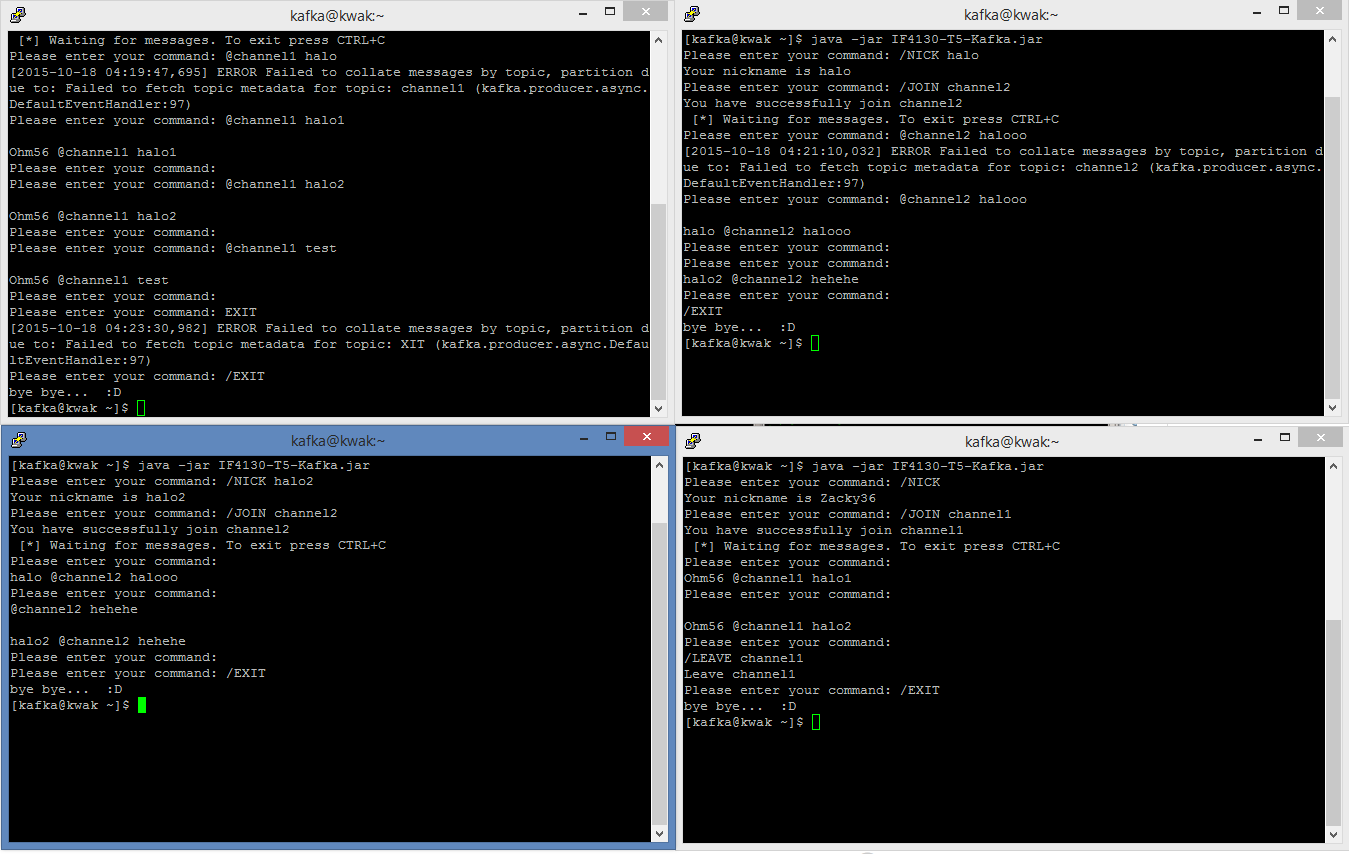 kafka@kwak:~
[*] Waiting for messages. To exit press CTRL+C
Please enter your command: @channel1 halo
[2015-10-18 04:19:47,695] ERROR Failed to collate messages by topic, partition d
ue to: Failed to fetch topic metadata for topic: channel1 (kafka.producer.async.
DefaultEventHandler:97)
Please enter your command: @channel1 halo1
Ohm56 @channel1 halo1
Please enter your command:
Please enter your command: @channel1 halo2
Ohm56 @channel1 halo2
Please enter your command:
Please enter your command: @channel1 test
Ohm56 @channel1 test
Please enter your command:
Please enter your command: EXIT
[2015-10-18 04:23:30,982] ERROR Failed to collate messages by topic, partition d
ue to: Failed to fetch topic metadata for topic: XIT (kafka.producer.async.Defau
ltEventHandler:97)
Please enter your command: /EXIT
bye bye...  :D
[kafka@kwak ~]$
kafka@kwak:~
[kafka@kwak ~]$ java -jar IF4130-T5-Kafka.jar
Please enter your command: /NICK halo
Your nickname is halo
Please enter your command: /JOIN channel2
You have successfully join channel2
[*] Waiting for messages. To exit press CTRL+C
Please enter your command: @channel2 halooo
[2015-10-18 04:21:10,032] ERROR Failed to collate messages by topic, partition d
ue to: Failed to fetch topic metadata for topic: channel2 (kafka.producer.async.
DefaultEventHandler:97)
Please enter your command: @channel2 halooo
halo @channel2 halooo
Please enter your command:
Please enter your command:
halo2 @channel2 hehehe
Please enter your command:
/EXIT
bye bye...  :D
[kafka@kwak ~]$
kafka@kwak:~
[kafka@kwak ~]$ java -jar IF4130-T5-Kafka.jar
Please enter your command: /NICK halo2
Your nickname is halo2
Please enter your command: /JOIN channel2
You have successfully join channel2
[*] Waiting for messages. To exit press CTRL+C
Please enter your command:
halo @channel2 halooo
Please enter your command:
@channel2 hehehe
halo2 @channel2 hehehe
Please enter your command:
Please enter your command: /EXIT
bye bye...  :D
[kafka@kwak ~]$
kafka@kwak:~
[kafka@kwak ~]$ java -jar IF4130-T5-Kafka.jar
Please enter your command: /NICK
Your nickname is Zacky36
Please enter your command: /JOIN channel1
You have successfully join channel1
[*] Waiting for messages. To exit press CTRL+C
Please enter your command:
Ohm56 @channel1 halo1
Please enter your command:
Ohm56 @channel1 halo2
Please enter your command:
/LEAVE channel1
Leave channel1
Please enter your command: /EXIT
bye bye...  :D
[kafka@kwak ~]$